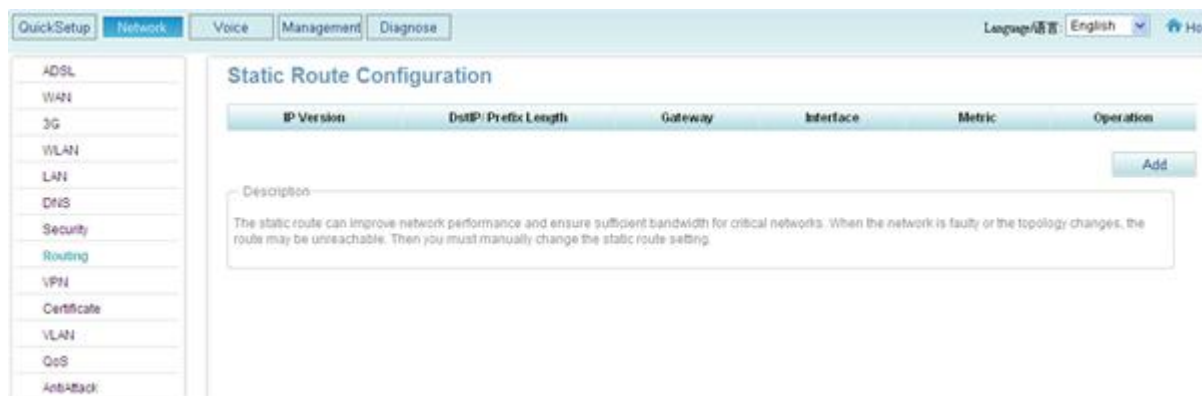 QuickSetup Network Voice Management Diagnose Language/语言: English Ho
ADSL
WAN
3G
WLAN
LAN
DNS
Security
Routing
VPN
Certificate
VLAN
QoS
AntiAttack
Static Route Configuration
IP Version DstIP/Prefix Length Gateway Interface Metric Operation
Add
Description
The static route can improve network performance and ensure sufficient bandwidth for critical networks. When the network is faulty or the topology changes, the
route may be unreachable. Then you must manually change the static route setting.